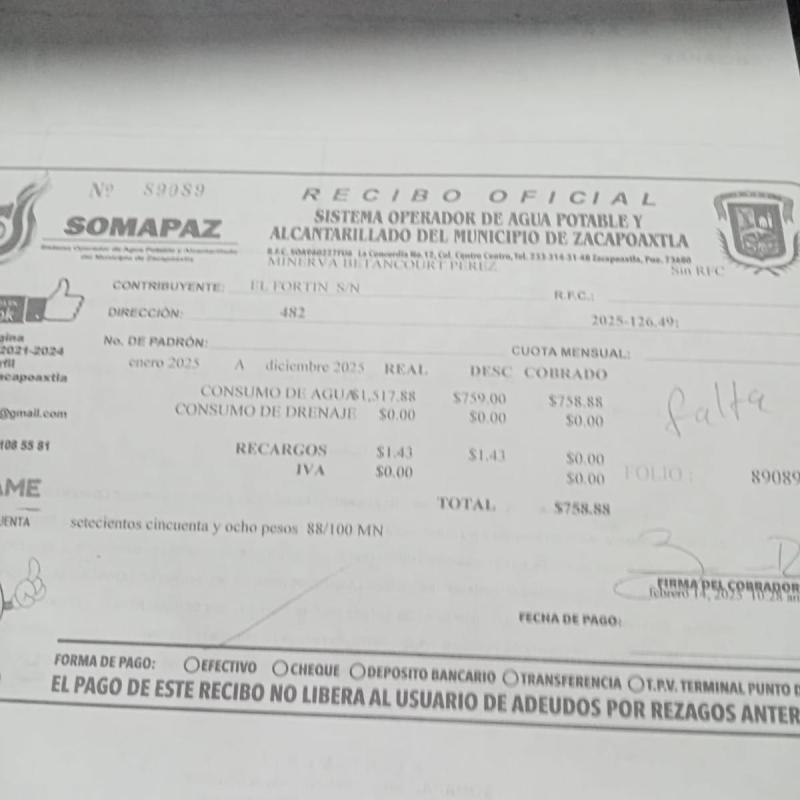 Nº 89089
RECIBO OFICIAL
SOMAPAZ
SISTEMA OPERADOR DE AGUA POTABLE Y
ALCANTARILLADO DEL MUNICIPIO DE ZACAPOAXTLA
Sistema Operador de Agua Potable y Alcantarillado
del Municipio de Zacapoaxtla
La Concordia No. 12, Col. Centro Centro, Tel. 233-314-31-48 Zacapoaxtla, Pue. 73680
MINERVA BETANCOURT PEREZ
Sin RFC
CONTRIBUYENTE: EL FORTIN S/N
R.F.C.:
DIRECCIÓN: 482
2025-126.49;
No. DE PADRÓN:
CUOTA MENSUAL:
2021-2024
acapoaxtla
@gmail.com
108 55 81
AME
UENTA
enero 2025 A diciembre 2025 REAL DESC COBRADO
CONSUMO DE AGUA $1,517.88 $759.00 $758.88
CONSUMO DE DRENAJE $0.00 $0.00 $0.00
falta
RECARGOS $1.43 $1.43 $0.00
IVA $0.00 $0.00
FOLIO: 89089
TOTAL $758.88
setecientos cincuenta y ocho pesos 88/100 MN
FIRMA DEL COBRADOR
febrero 14, 2025 10:28 am
FECHA DE PAGO:
FORMA DE PAGO: EFECTIVO CHEQUE DEPOSITO BANCARIO TRANSFERENCIA T.P.V. TERMINAL PUNTO D
EL PAGO DE ESTE RECIBO NO LIBERA AL USUARIO DE ADEUDOS POR REZAGOS ANTER